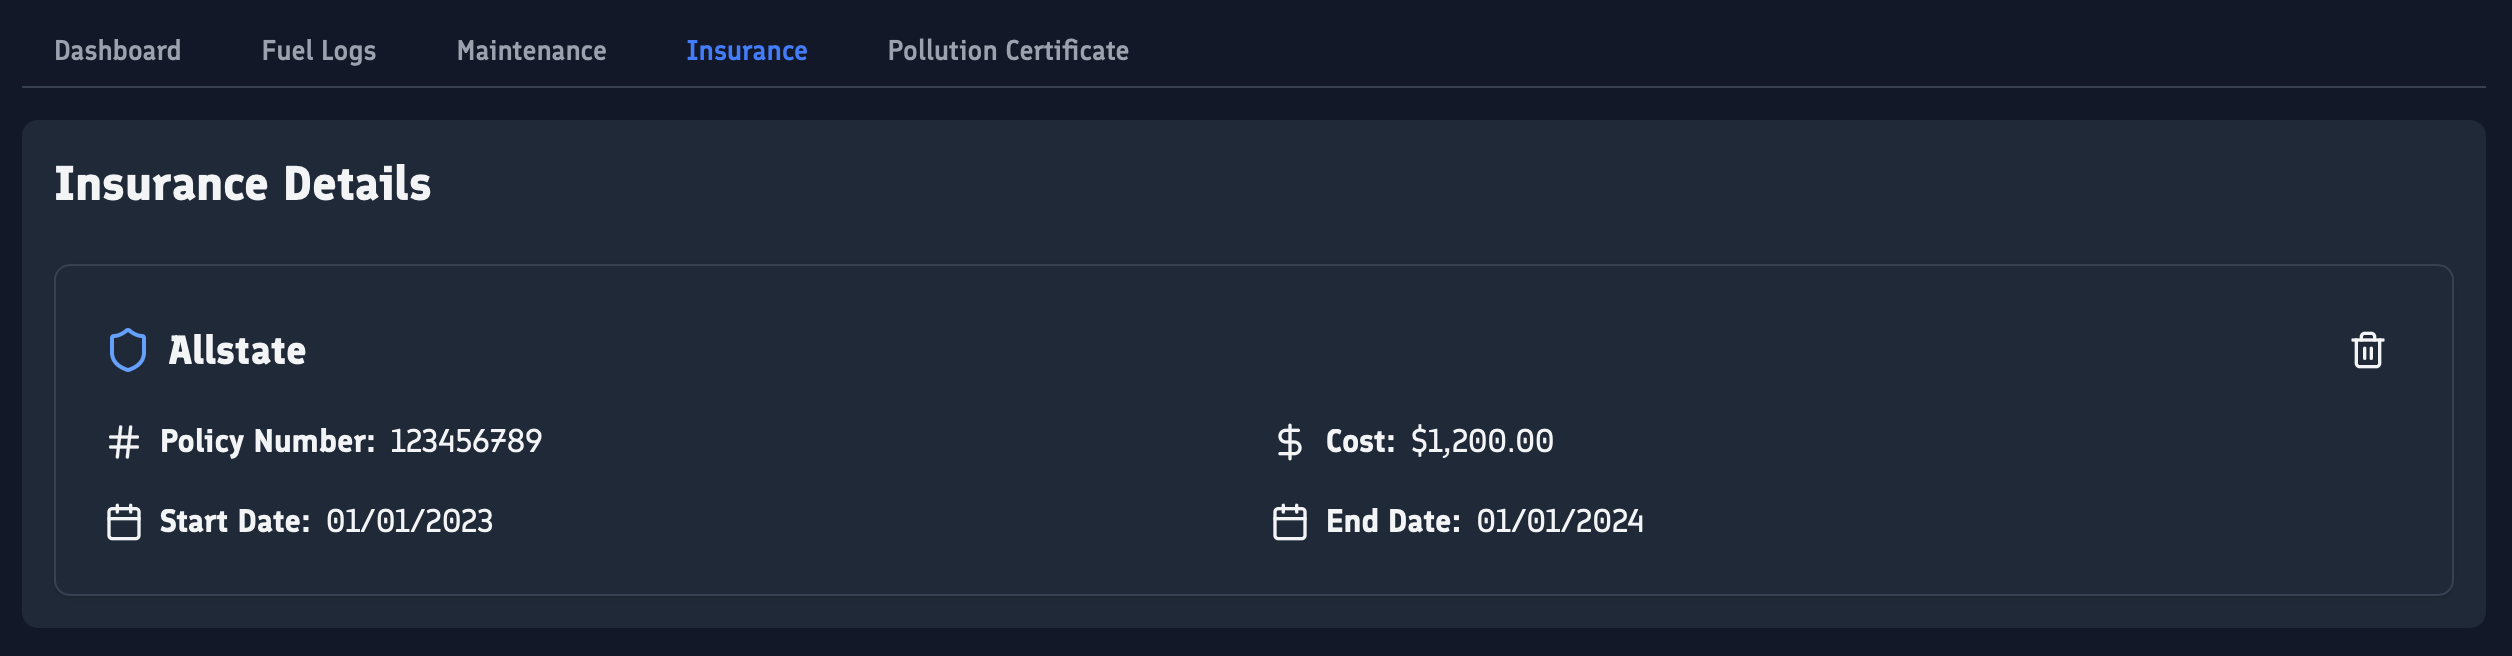 Dashboard Fuel Logs Maintenance Insurance Pollution Certificate
Insurance Details
Allstate
Policy Number: 123456789
Cost: $1,200.00
Start Date: 01/01/2023
End Date: 01/01/2024